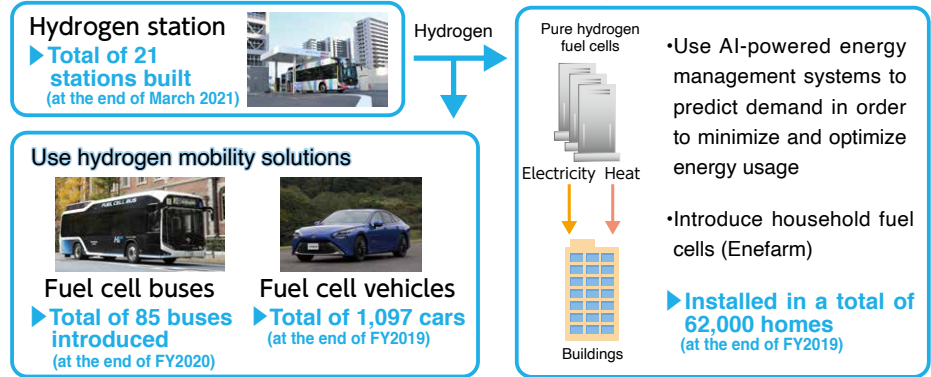 Hydrogen station
▶Total of 21
stations built
(at the end of March 2021)
Hydrogen
Use hydrogen mobility solutions
FUEL CELL BUS
Fuel cell buses
▶Total of 85 buses
introduced
(at the end of FY2020)
Fuel cell vehicles
▶Total of 1,097 cars
(at the end of FY2019)
Pure hydrogen
fuel cells
Electricity Heat
Buildings
•Use AI-powered energy
management systems to
predict demand in order
to minimize and optimize
energy usage
•Introduce household fuel
cells (Enefarm)
▶Installed in a total of
62,000 homes
(at the end of FY2019)